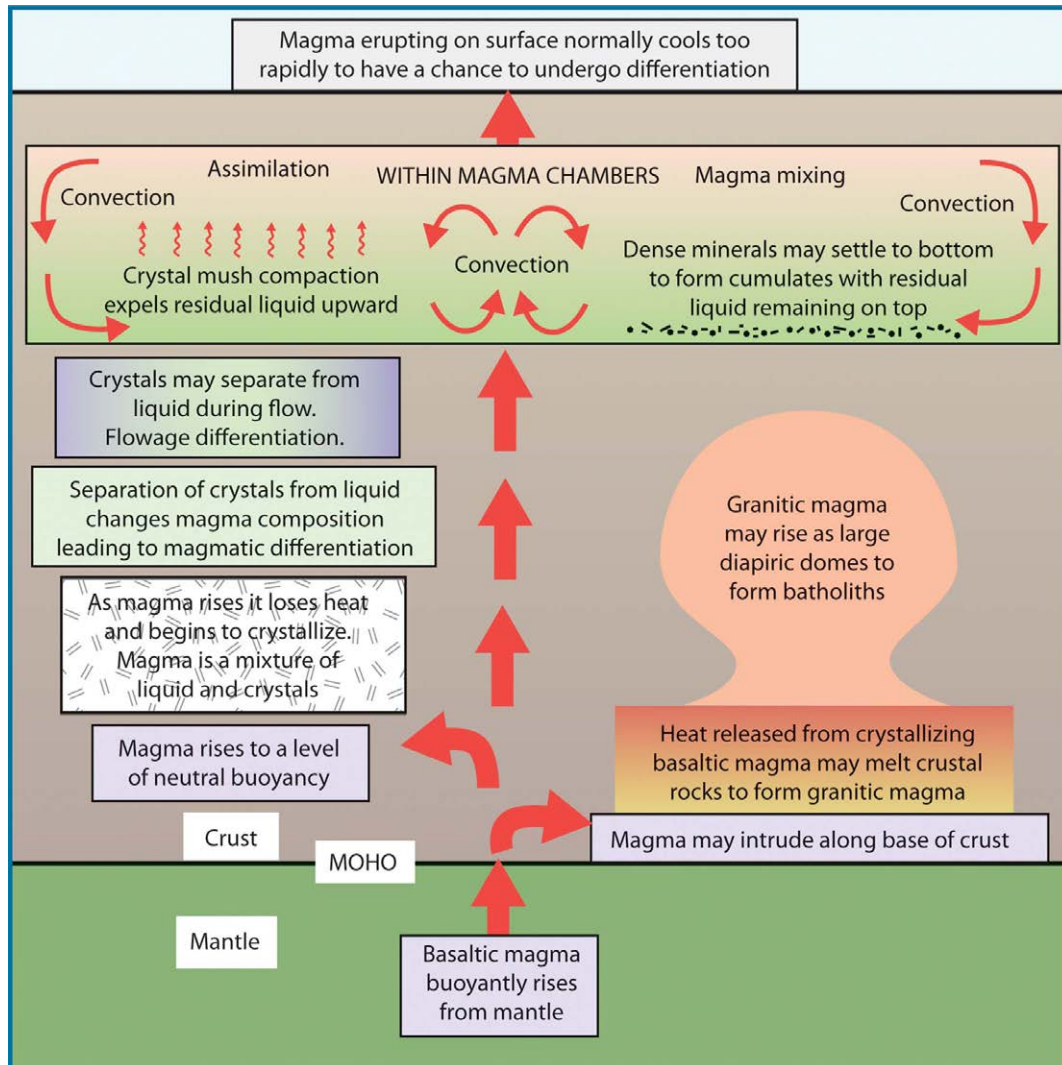 Magma erupting on surface normally cools too
rapidly to have a chance to undergo differentiation
Assimilation
WITHIN MAGMA CHAMBERS
Magma mixing
Convection
Convection
Crystal mush compaction
expels residual liquid upward
Convection
Dense minerals may settle to bottom
to form cumulates with residual
liquid remaining on top
Crystals may separate from
liquid during flow.
Flowage differentiation.
Separation of crystals from liquid
changes magma composition
leading to magmatic differentiation
As magma rises it loses heat
and begins to crystallize.
Magma is a mixture of
liquid and crystals
Magma rises to a level
of neutral buoyancy
Granitic magma
may rise as large
diapiric domes to
form batholiths
Heat released from crystallizing
basaltic magma may melt crustal
rocks to form granitic magma
Magma may intrude along base of crust
Crust
MOHO
Mantle
Basaltic magma
buoyantly rises
from mantle